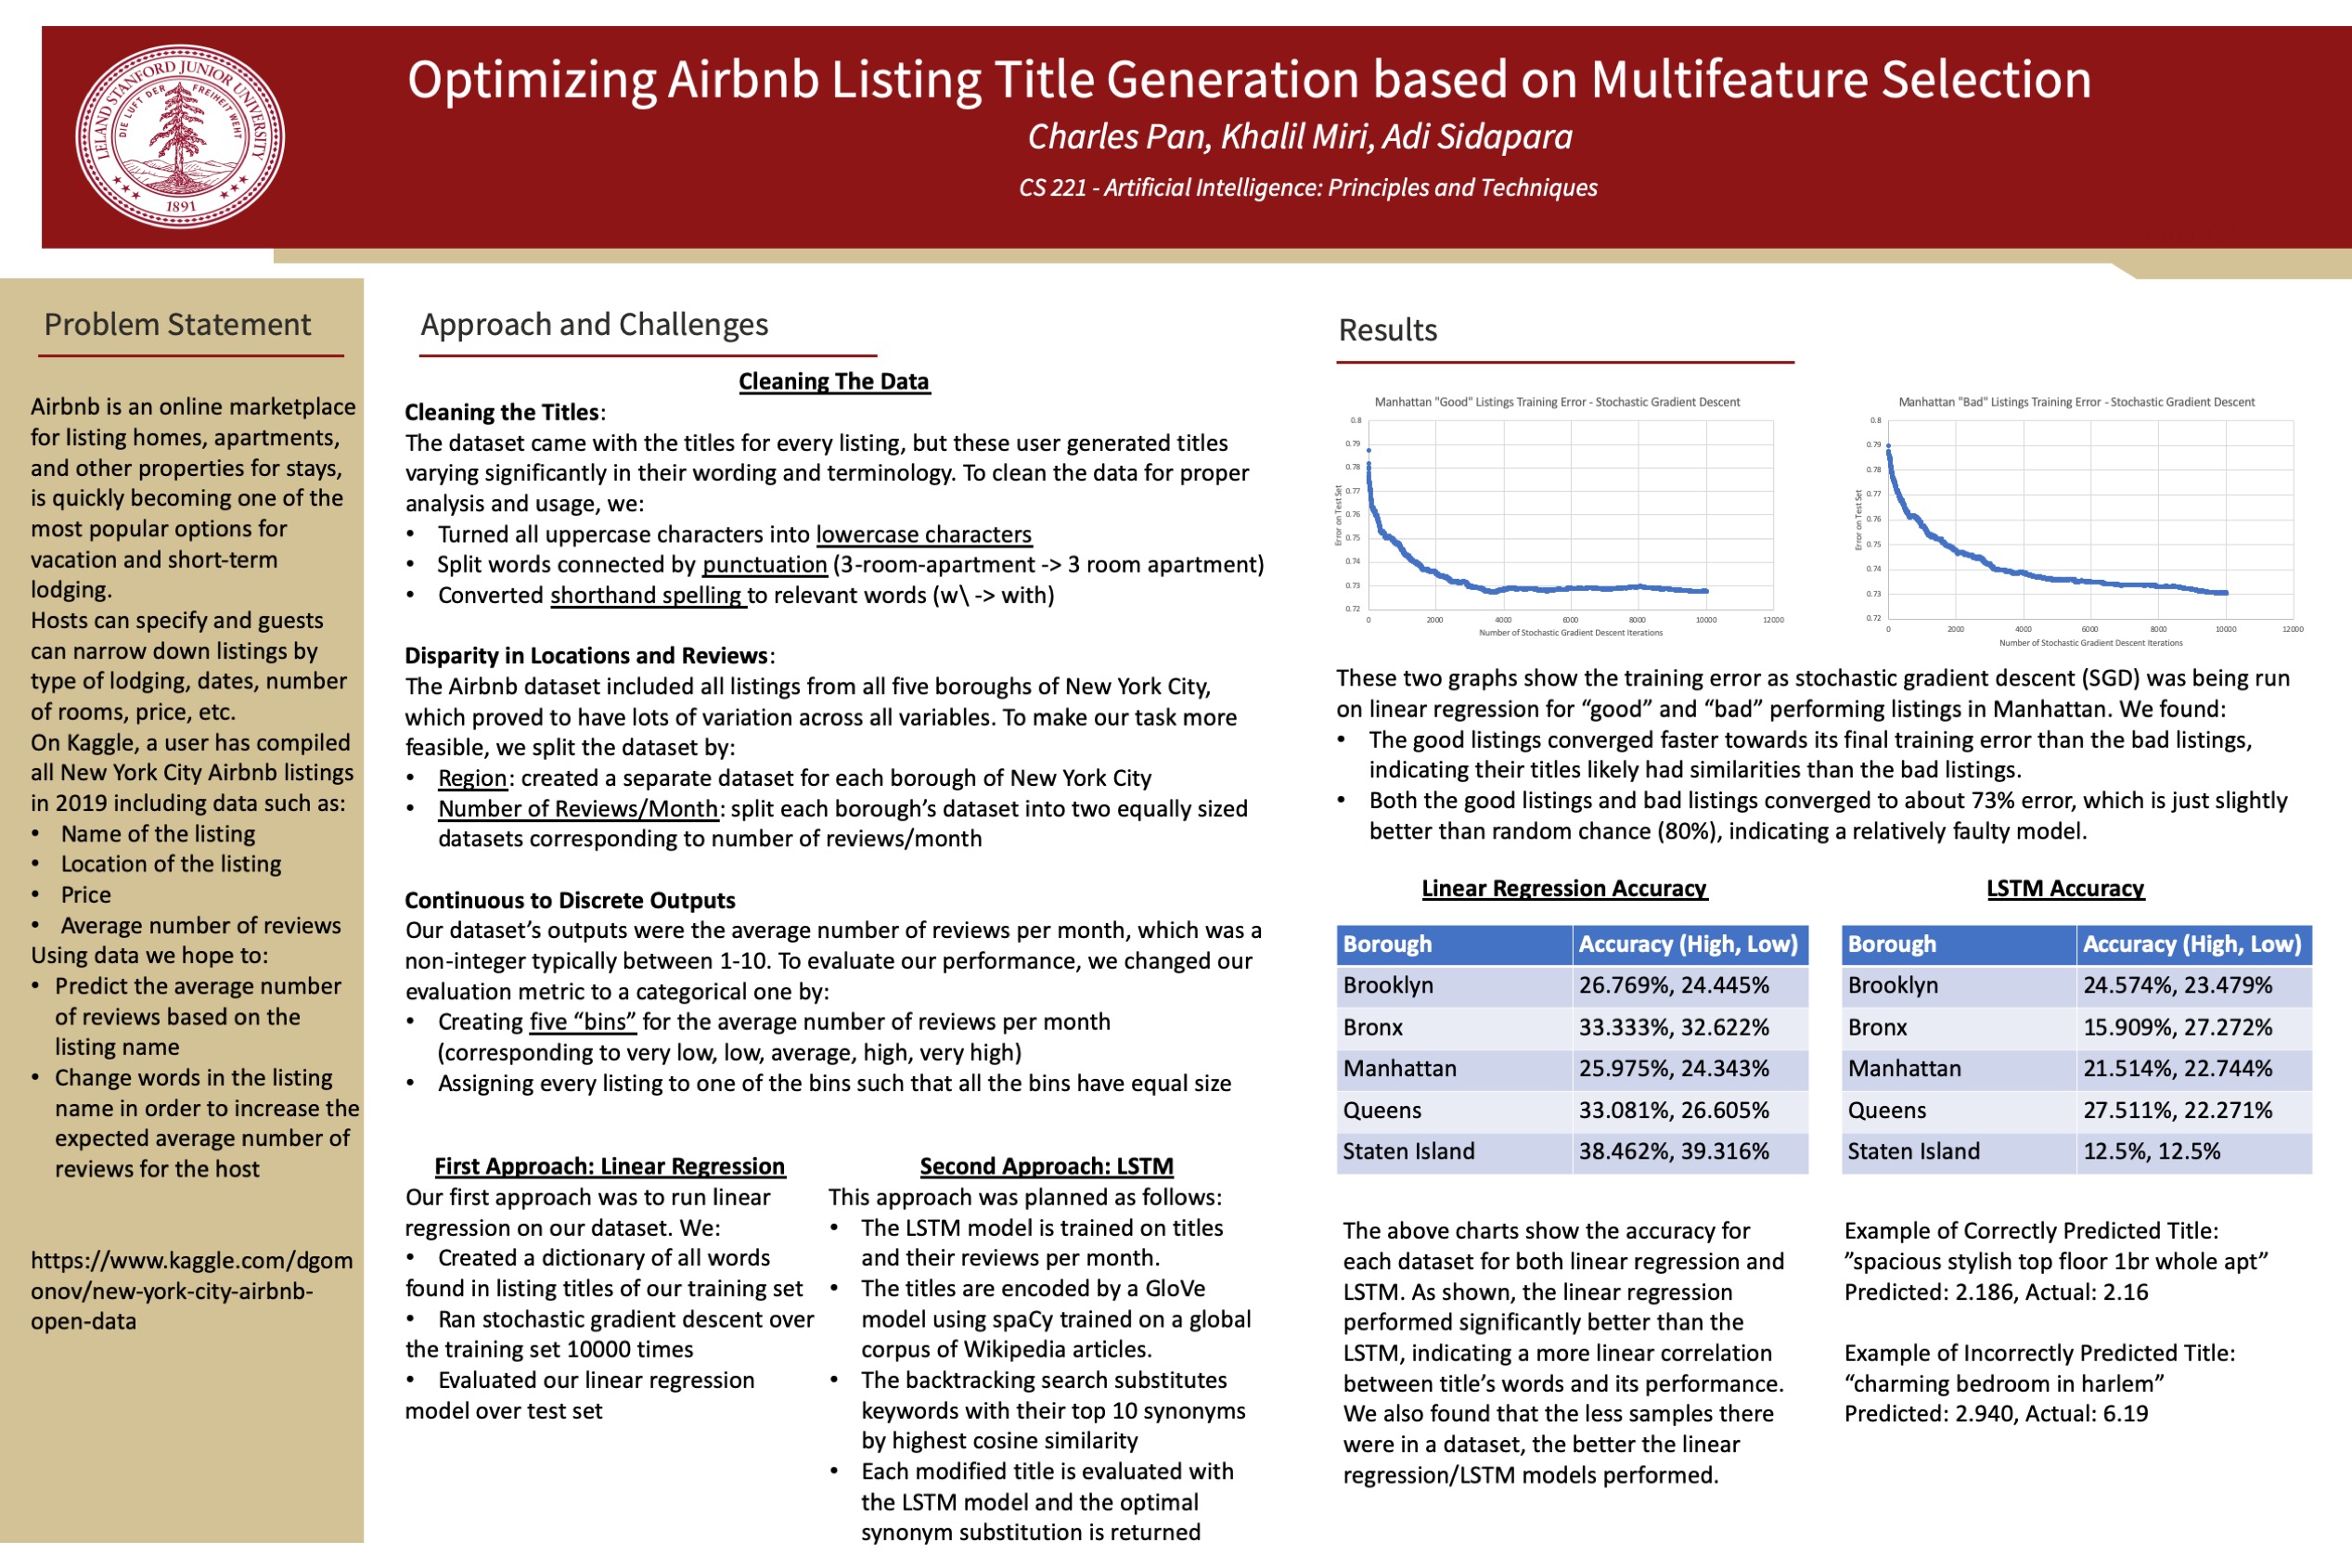 LELAND STANFORD JUNIOR UNIVERSITY
DIE LUFT DER FREIHEIT WEHT
1891
Optimizing Airbnb Listing Title Generation based on Multifeature Selection
Charles Pan, Khalil Miri, Adi Sidapara
CS 221 - Artificial Intelligence: Principles and Techniques
Problem Statement
Airbnb is an online marketplace
for listing homes, apartments,
and other properties for stays,
is quickly becoming one of the
most popular options for
vacation and short-term
lodging.
Hosts can specify and guests
can narrow down listings by
type of lodging, dates, number
of rooms, price, etc.
On Kaggle, a user has compiled
all New York City Airbnb listings
in 2019 including data such as:
• Name of the listing
• Location of the listing
• Price
• Average number of reviews
Using data we hope to:
• Predict the average number
of reviews based on the
listing name
• Change words in the listing
name in order to increase the
expected average number of
reviews for the host
https://www.kaggle.com/dgom
onov/new-york-city-airbnb-
open-data
Approach and Challenges
Cleaning The Data
Cleaning the Titles:
The dataset came with the titles for every listing, but these user generated titles
varying significantly in their wording and terminology. To clean the data for proper
analysis and usage, we:
• Turned all uppercase characters into lowercase characters
• Split words connected by punctuation (3-room-apartment -> 3 room apartment)
• Converted shorthand spelling to relevant words (w\ -> with)
Disparity in Locations and Reviews:
The Airbnb dataset included all listings from all five boroughs of New York City,
which proved to have lots of variation across all variables. To make our task more
feasible, we split the dataset by:
• Region: created a separate dataset for each borough of New York City
• Number of Reviews/Month: split each borough’s dataset into two equally sized
datasets corresponding to number of reviews/month
Continuous to Discrete Outputs
Our dataset’s outputs were the average number of reviews per month, which was a
non-integer typically between 1-10. To evaluate our performance, we changed our
evaluation metric to a categorical one by:
• Creating five “bins” for the average number of reviews per month
(corresponding to very low, low, average, high, very high)
• Assigning every listing to one of the bins such that all the bins have equal size
First Approach: Linear Regression
Our first approach was to run linear
regression on our dataset. We:
• Created a dictionary of all words
found in listing titles of our training set
• Ran stochastic gradient descent over
the training set 10000 times
• Evaluated our linear regression
model over test set
Second Approach: LSTM
This approach was planned as follows:
• The LSTM model is trained on titles
and their reviews per month.
• The titles are encoded by a GloVe
model using spaCy trained on a global
corpus of Wikipedia articles.
• The backtracking search substitutes
keywords with their top 10 synonyms
by highest cosine similarity
• Each modified title is evaluated with
the LSTM model and the optimal
synonym substitution is returned
Results
Manhattan "Good" Listings Training Error - Stochastic Gradient Descent
Error on Test Set
0.8
0.79
0.78
0.77
0.76
0.75
0.74
0.73
0.72
0 2000 4000 6000 8000 10000 12000
Number of Stochastic Gradient Descent Iterations
Manhattan "Bad" Listings Training Error - Stochastic Gradient Descent
Error on Test Set
0.8
0.79
0.78
0.77
0.76
0.75
0.74
0.73
0.72
0 2000 4000 6000 8000 10000 12000
Number of Stochastic Gradient Descent Iterations
These two graphs show the training error as stochastic gradient descent (SGD) was being run
on linear regression for “good” and “bad” performing listings in Manhattan. We found:
• The good listings converged faster towards its final training error than the bad listings,
indicating their titles likely had similarities than the bad listings.
• Both the good listings and bad listings converged to about 73% error, which is just slightly
better than random chance (80%), indicating a relatively faulty model.
Linear Regression Accuracy
Borough Accuracy (High, Low)
Brooklyn 26.769%, 24.445%
Bronx 33.333%, 32.622%
Manhattan 25.975%, 24.343%
Queens 33.081%, 26.605%
Staten Island 38.462%, 39.316%
LSTM Accuracy
Borough Accuracy (High, Low)
Brooklyn 24.574%, 23.479%
Bronx 15.909%, 27.272%
Manhattan 21.514%, 22.744%
Queens 27.511%, 22.271%
Staten Island 12.5%, 12.5%
The above charts show the accuracy for
each dataset for both linear regression and
LSTM. As shown, the linear regression
performed significantly better than the
LSTM, indicating a more linear correlation
between title’s words and its performance.
We also found that the less samples there
were in a dataset, the better the linear
regression/LSTM models performed.
Example of Correctly Predicted Title:
”spacious stylish top floor 1br whole apt”
Predicted: 2.186, Actual: 2.16
Example of Incorrectly Predicted Title:
“charming bedroom in harlem”
Predicted: 2.940, Actual: 6.19